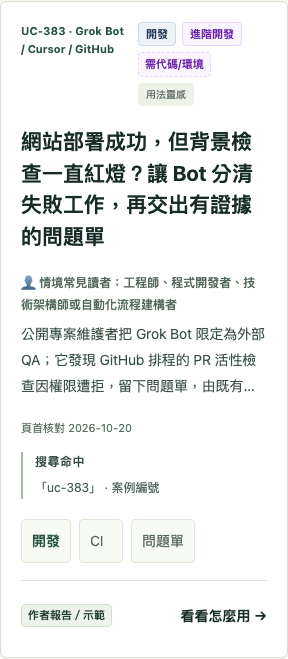 UC-383 · Grok Bot
/ Cursor / GitHub
開發
進階開發
需代碼/環境
用法靈感
網站部署成功，但背景檢
查一直紅燈？讓 Bot 分清
失敗工作，再交出有證據
的問題單
👤 情境常見讀者：工程師、程式開發者、技
術架構師或自動化流程建構者
公開專案維護者把 Grok Bot 限定為外部
QA；它發現 GitHub 排程的 PR 活性檢
查因權限遭拒，留下問題單，由既有...
頁首核對 2026-10-20
搜尋命中
「uc-383」 · 案例編號
開發
CI
問題單
作者報告 / 示範
看看怎麼用 →